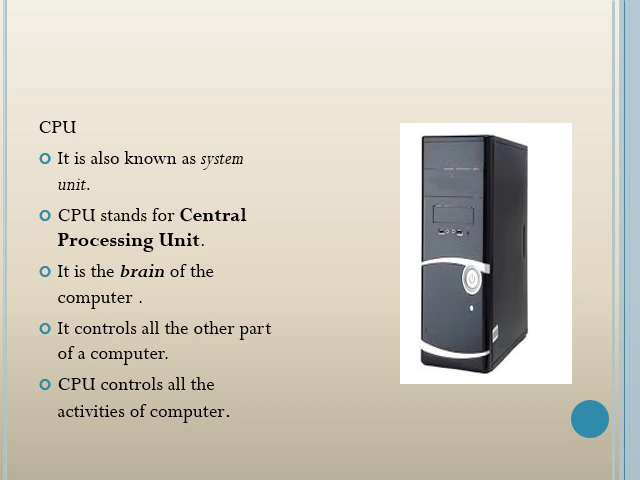 CPU
It is also known as system
unit.
CPU stands for Central
Processing Unit.
It is the brain of the
computer .
It controls all the other part
of a computer.
CPU controls all the
activities of computer.